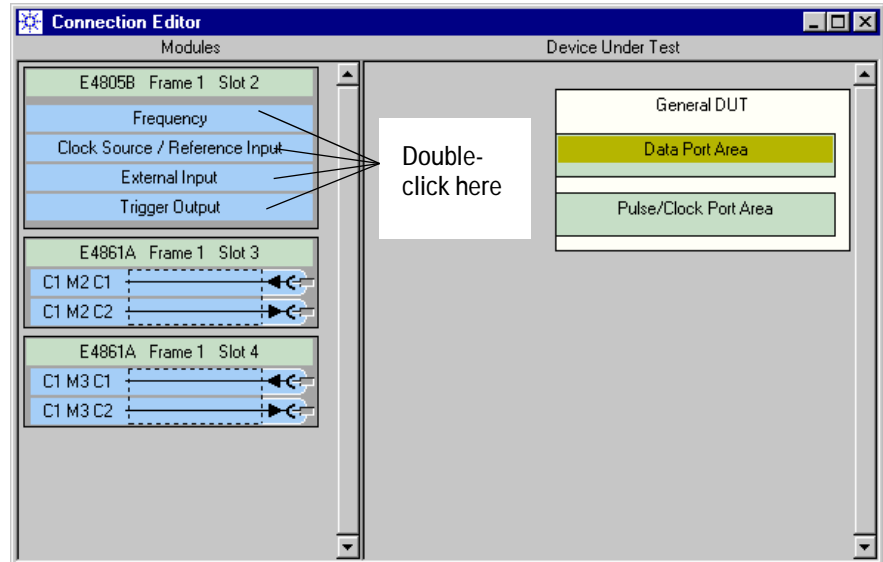 Connection Editor
Modules
Device Under Test
E4805B Frame 1 Slot 2
Frequency
Clock Source / Reference Input
External Input
Trigger Output
E4861A Frame 1 Slot 3
C1 M2 C1
C1 M2 C2
E4861A Frame 1 Slot 4
C1 M3 C1
C1 M3 C2
Double-
click here
General DUT
Data Port Area
Pulse/Clock Port Area